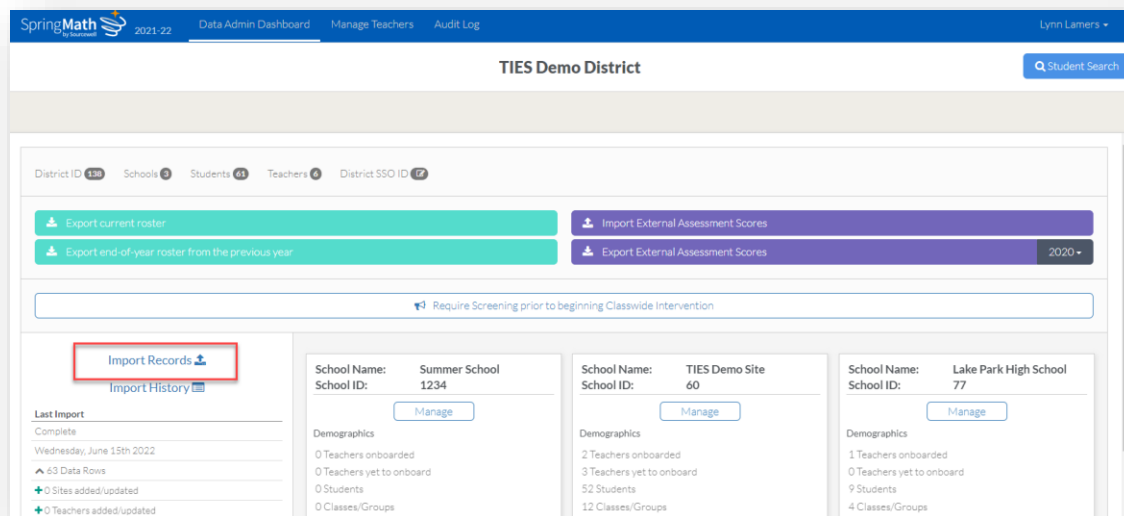 SpringMath
by Sourcewell
2021-22
Data Admin Dashboard
Manage Teachers
Audit Log
Lynn Lamers
TIES Demo District
Student Search
District ID 138
Schools 3
Students 61
Teachers 6
District SSO ID
Export current roster
Import External Assessment Scores
Export end-of-year roster from the previous year
Export External Assessment Scores
2020
Require Screening prior to beginning Classwide Intervention
Import Records
Import History
Last Import
Complete
Wednesday, June 15th 2022
63 Data Rows
+ 0 Sites added/updated
+ 0 Teachers added/updated
School Name: Summer School
School ID: 1234
Manage
Demographics
0 Teachers onboarded
0 Teachers yet to onboard
0 Students
0 Classes/Groups
School Name: TIES Demo Site
School ID: 60
Manage
Demographics
2 Teachers onboarded
3 Teachers yet to onboard
52 Students
12 Classes/Groups
School Name: Lake Park High School
School ID: 77
Manage
Demographics
1 Teachers onboarded
0 Teachers yet to onboard
9 Students
4 Classes/Groups